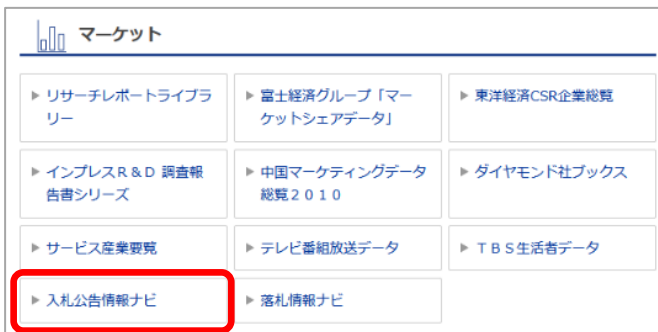 マーケット
▶ リサーチレポートライブラ
リー
▶ 富士経済グループ「マー
ケットシェアデータ」
▶ 東洋経済CSR企業総覧
▶ インプレスR&D 調査報
告書シリーズ
▶ 中国マーケティングデータ
総覧2010
▶ ダイヤモンド社ブックス
▶ サービス産業要覧
▶ テレビ番組放送データ
▶ TBS生活者データ
▶ 入札公告情報ナビ
▶ 落札情報ナビ